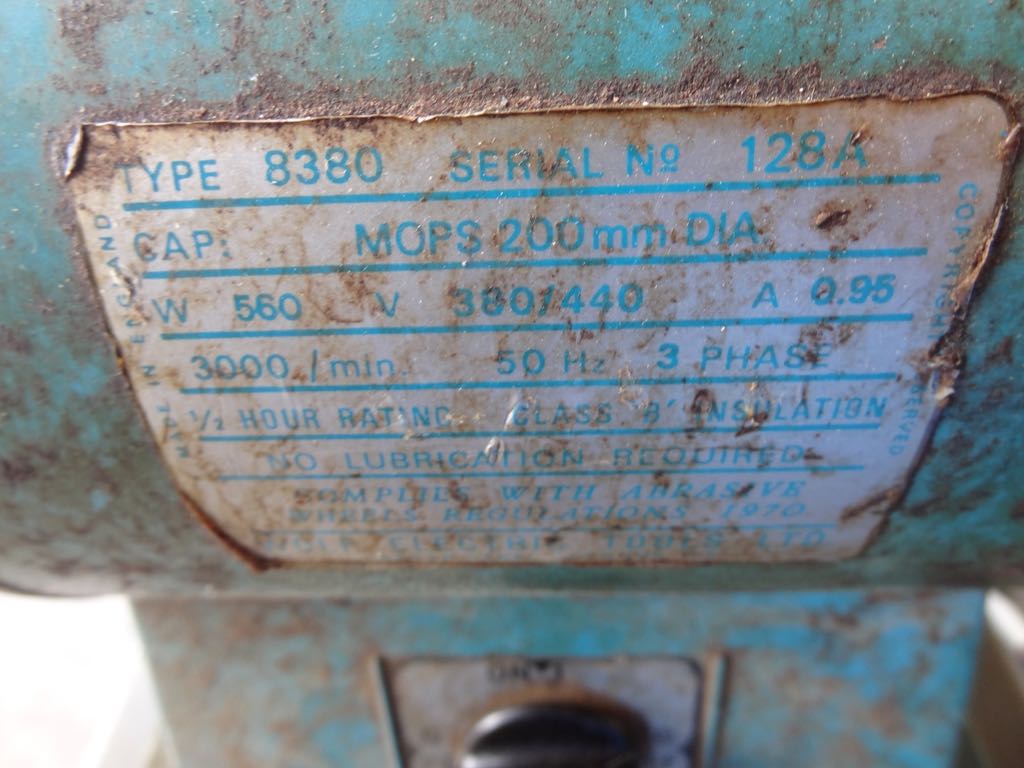 TYPE 8380 SERIAL Nº 128A
CAP: MOPS 200mm DIA.
W 560 V 380/440 A 0.95
3000/min. 50 Hz 3 PHASE
½ HOUR RATING CLASS 'B' INSULATION
NO LUBRICATION REQUIRED
COMPLIES WITH ABRASIVE
WHEELS REGULATIONS 1970
ELECTRIC TOOLS LTD
MADE IN ENGLAND
COPYRIGHT RESERVED